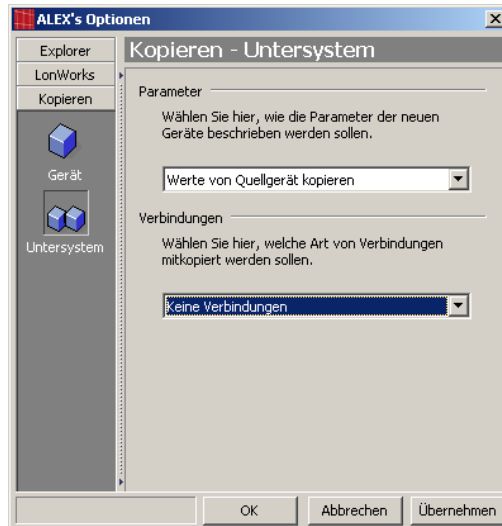 ALEX's Optionen
Explorer
LonWorks
Kopieren
Gerät
Untersystem
Kopieren - Untersystem
Parameter
Wählen Sie hier, wie die Parameter der neuen
Geräte beschrieben werden sollen.
Werte von Quellgerät kopieren
Verbindungen
Wählen Sie hier, welche Art von Verbindungen
mitkopiert werden sollen.
Keine Verbindungen
OK
Abbrechen
Übernehmen